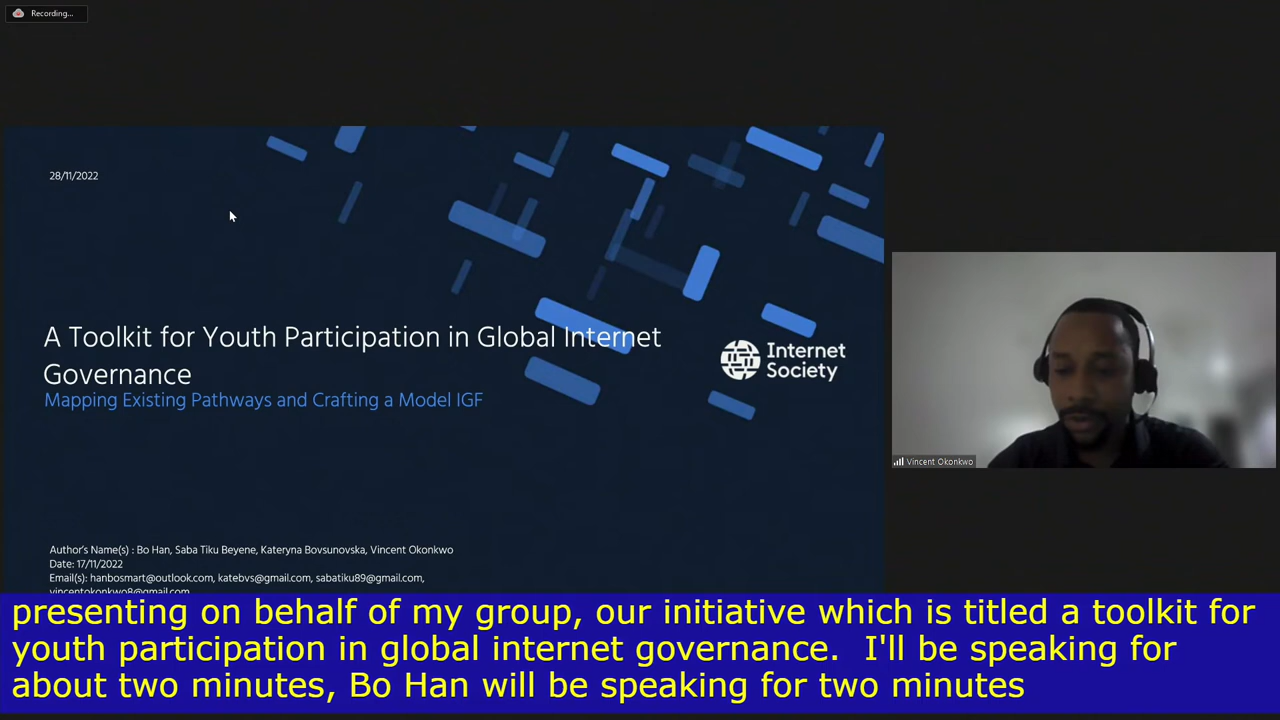 Recording...
28/11/2022
A Toolkit for Youth Participation in Global Internet
Governance
Mapping Existing Pathways and Crafting a Model IGF
Internet
Society
Vincent Okonkwo
Author's Name(s) : Bo Han, Saba Tiku Beyene, Kateryna Bovsunovska, Vincent Okonkwo
Date: 17/11/2022
Email(s): hanbosmart@outlook.com, katebvs@gmail.com, sabatiku89@gmail.com,
vincentokonkwo8@gmail.com
presenting on behalf of my group, our initiative which is titled a toolkit for
youth participation in global internet governance.  I'll be speaking for
about two minutes, Bo Han will be speaking for two minutes